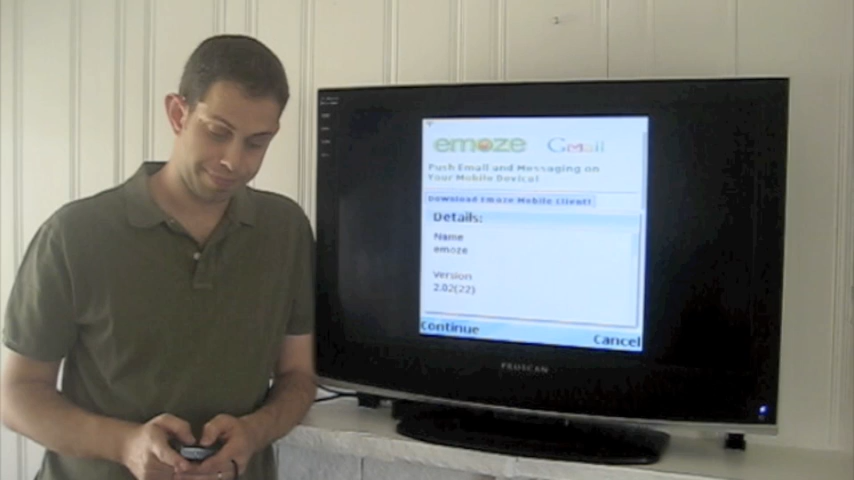 emoze Gmail
Push Email and Messaging on
Your Mobile Device!
Download Emoze Mobile Client!
Details:
Name
emoze
Version
2.02(22)
Continue
Cancel
PROSCAN